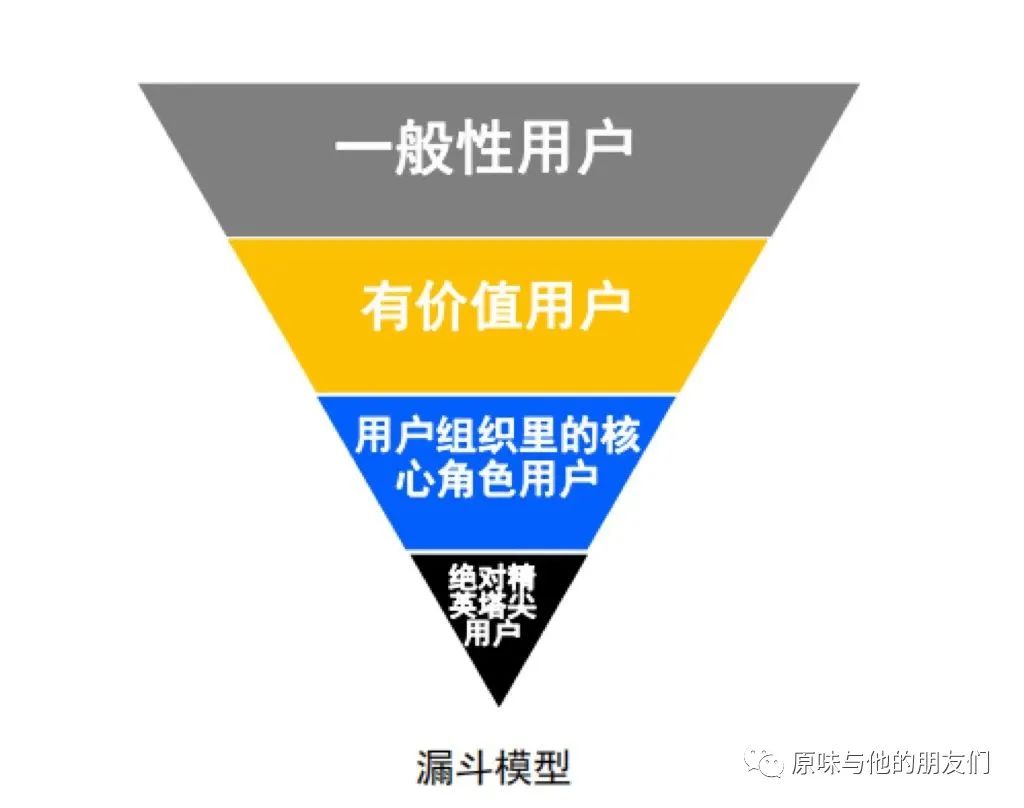 一般性用户
有价值用户
用户组织里的核
心角色用户
绝对精
英塔尖
用户
漏斗模型
原味与他的朋友们